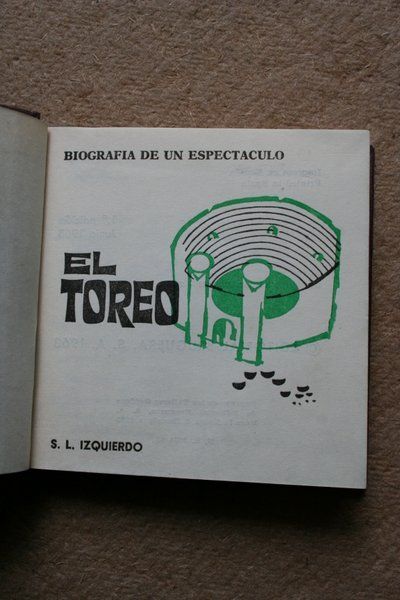 BIOGRAFIA DE UN ESPECTACULO
EL
TOREO
S. L. IZQUIERDO